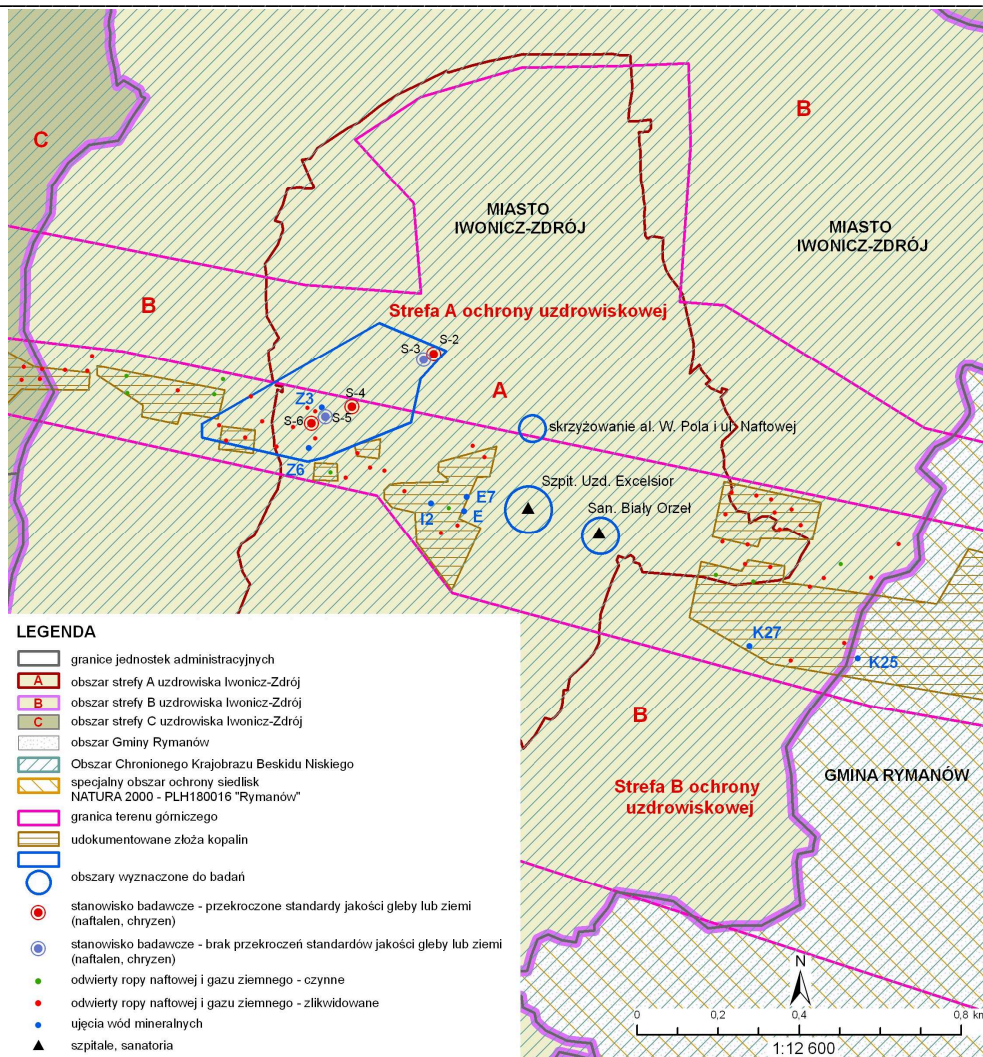 B
C
MIASTO
IWONICZ-ZDRÓJ
MIASTO
IWONICZ-ZDRÓJ
B
Strefa A ochrony uzdrowiskowej
S-2
S-3
A
S-4
Z3
S-6
S-5
skrzyżowanie al. W. Pola i ul. Naftowej
Z6
Szpit. Uzd. Excelsior
E7
San. Biały Orzeł
I2
E
K27
K25
B
GMINA RYMANÓW
Strefa B ochrony
uzdrowiskowej
LEGENDA
granice jednostek administracyjnych
A obszar strefy A uzdrowiska Iwonicz-Zdrój
B obszar strefy B uzdrowiska Iwonicz-Zdrój
C obszar strefy C uzdrowiska Iwonicz-Zdrój
obszar Gminy Rymanów
Obszar Chronionego Krajobrazu Beskidu Niskiego
specjalny obszar ochrony siedlisk
NATURA 2000 - PLH180016 "Rymanów"
granica terenu górniczego
udokumentowane złoża kopalin
obszary wyznaczone do badań
stanowisko badawcze - przekroczone standardy jakości gleby lub ziemi
(naftalen, chryzen)
stanowisko badawcze - brak przekroczeń standardów jakości gleby lub ziemi
(naftalen, chryzen)
odwierty ropy naftowej i gazu ziemnego - czynne
odwierty ropy naftowej i gazu ziemnego - zlikwidowane
ujęcia wód mineralnych
szpitale, sanatoria
N
0 0,4 0,8 km
1:12 600